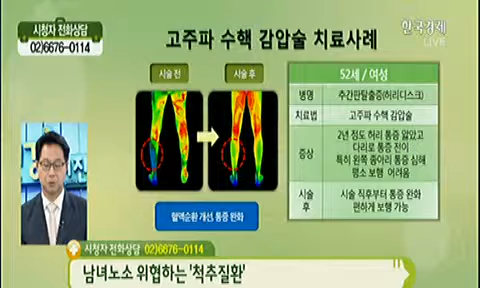 시청자 전화상담
02)6676-0114
한국경제
LIVE
고주파 수핵 감압술 치료사례
시술 전
시술 후
혈액순환 개선, 통증 완화
52세 / 여성
병명 추간판탈출증(허리디스크)
치료법 고주파 수핵 감압술
증상 2년 정도 허리 통증 앓았고
다리로 통증 전이
특히 왼쪽 종아리 통증 심해
평소 보행 어려움
시술 후 시술 직후부터 통증 완화
편하게 보행 가능
시청자 전화상담 02)6676-0114
남녀노소 위협하는 '척추질환'